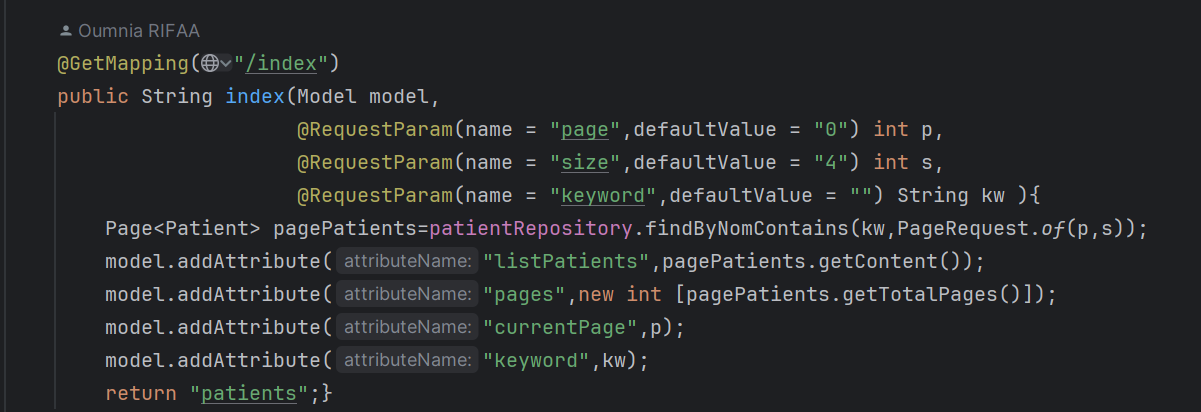 Oumnia RIFAA
@GetMapping("/index")
public String index(Model model,
@RequestParam(name = "page",defaultValue = "0") int p,
@RequestParam(name = "size",defaultValue = "4") int s,
@RequestParam(name = "keyword",defaultValue = "") String kw ){
Page<Patient> pagePatients=patientRepository.findByNomContains(kw,PageRequest.of(p,s));
model.addAttribute( attributeName: "listPatients",pagePatients.getContent());
model.addAttribute( attributeName: "pages",new int [pagePatients.getTotalPages()]);
model.addAttribute( attributeName: "currentPage",p);
model.addAttribute( attributeName: "keyword",kw);
return "patients";}